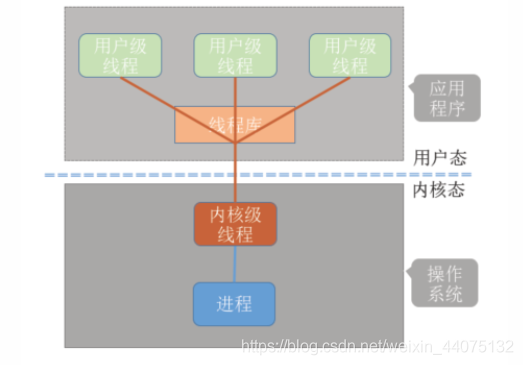 用户级
线程
用户级
线程
用户级
线程
应用
程序
线程库
用户态
内核态
内核级
线程
操作
系统
进程
https://blog.csdn.net/weixin_44075132